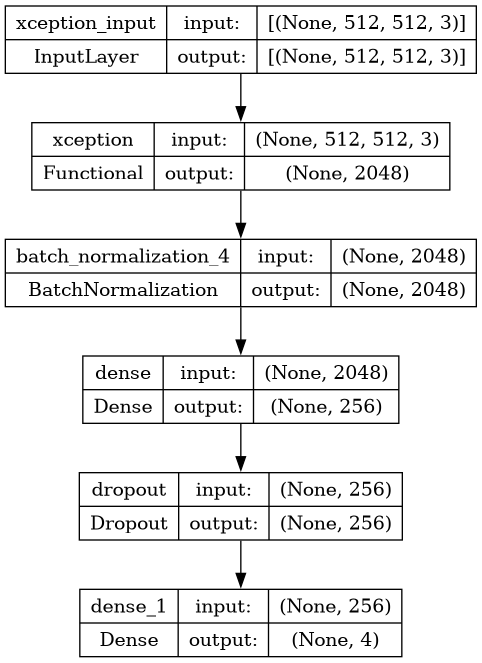 xception_input input: [(None, 512, 512, 3)]
InputLayer output: [(None, 512, 512, 3)]
xception input: (None, 512, 512, 3)
Functional output: (None, 2048)
batch_normalization_4 input: (None, 2048)
BatchNormalization output: (None, 2048)
dense input: (None, 2048)
Dense output: (None, 256)
dropout input: (None, 256)
Dropout output: (None, 256)
dense_1 input: (None, 256)
Dense output: (None, 4)